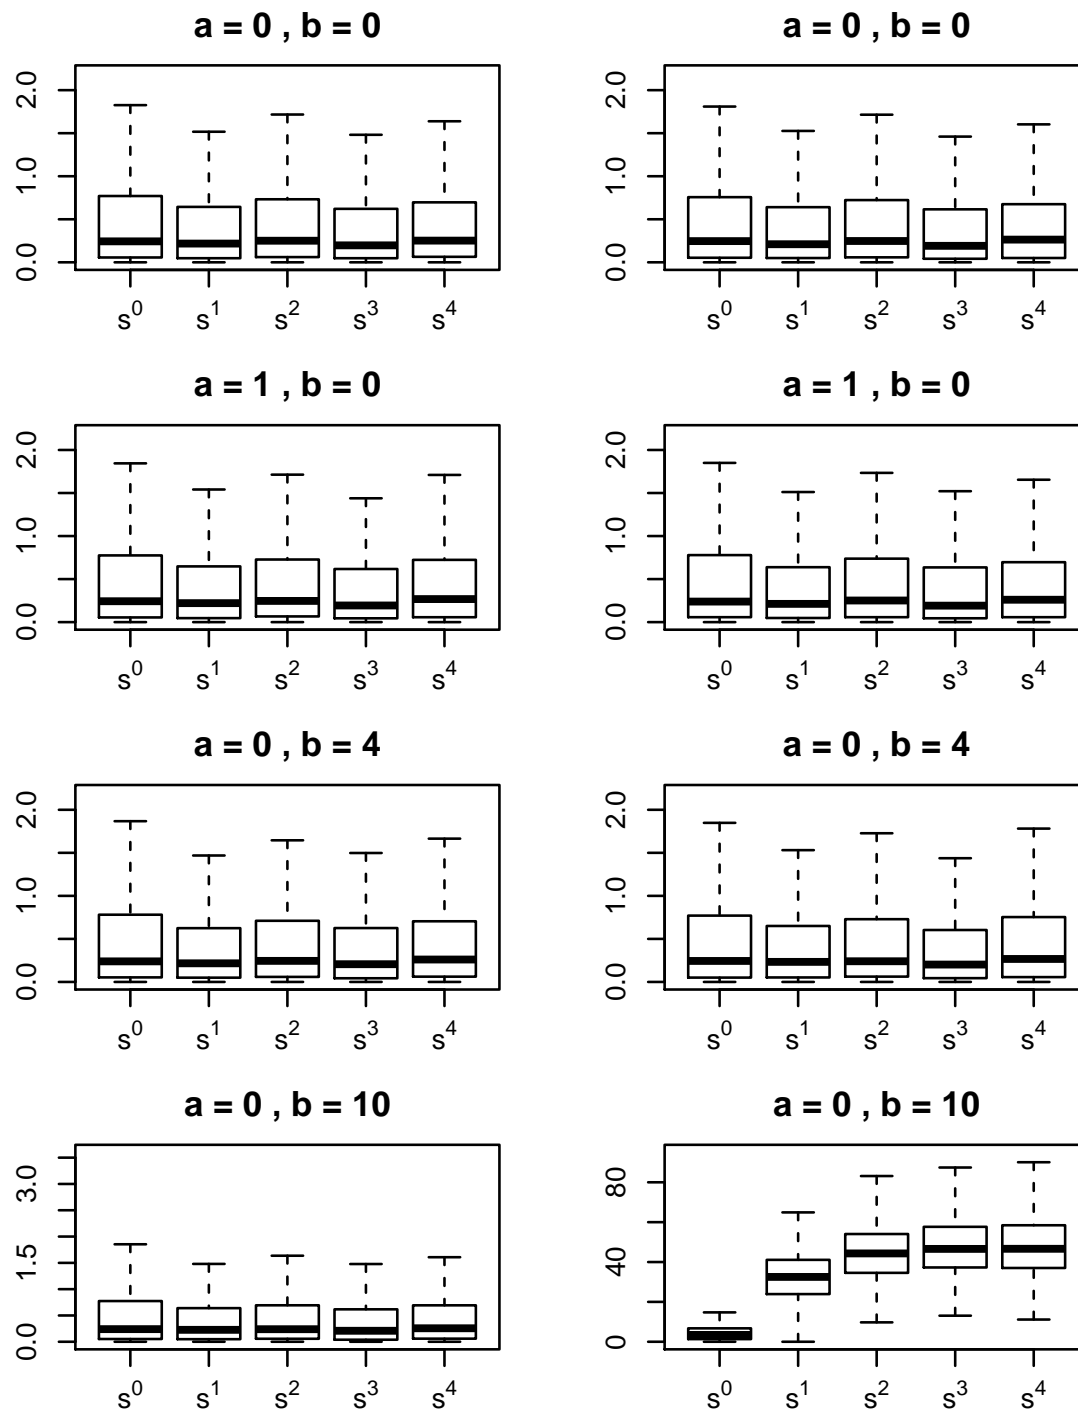 a = 0 , b = 0
2.0
1.0
0.0
s0 s1 s2 s3 s4
a = 0 , b = 0
2.0
1.0
0.0
s0 s1 s2 s3 s4
a = 1 , b = 0
2.0
1.0
0.0
s0 s1 s2 s3 s4
a = 1 , b = 0
2.0
1.0
0.0
s0 s1 s2 s3 s4
a = 0 , b = 4
2.0
1.0
0.0
s0 s1 s2 s3 s4
a = 0 , b = 4
2.0
1.0
0.0
s0 s1 s2 s3 s4
a = 0 , b = 10
3.0
1.5
0.0
s0 s1 s2 s3 s4
a = 0 , b = 10
80
40
0
s0 s1 s2 s3 s4